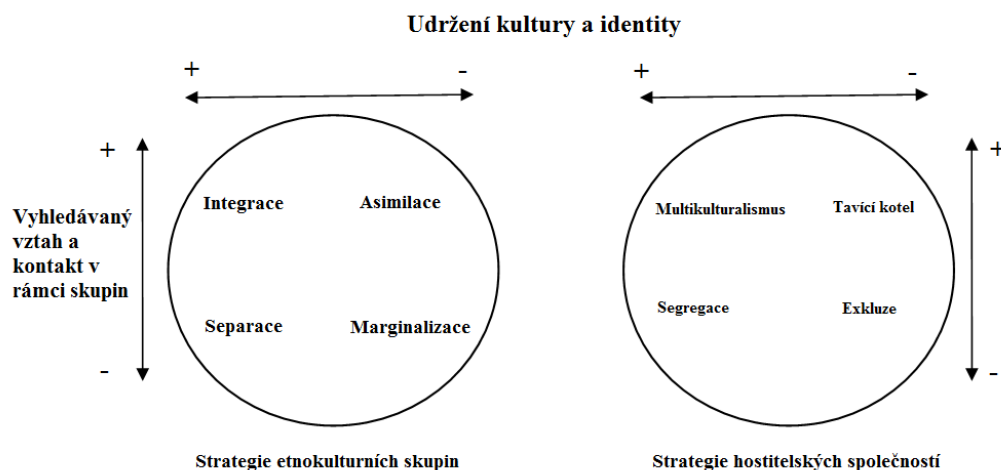 Udržení kultury a identity
+ - + -
+ +
Integrace Asimilace Multikulturalismus Tavící kotel
Vyhledávaný
vztah a
kontakt v
rámci skupin
Separace Marginalizace Segregace Exkluze
- -
Strategie etnokulturních skupin Strategie hostitelských společností